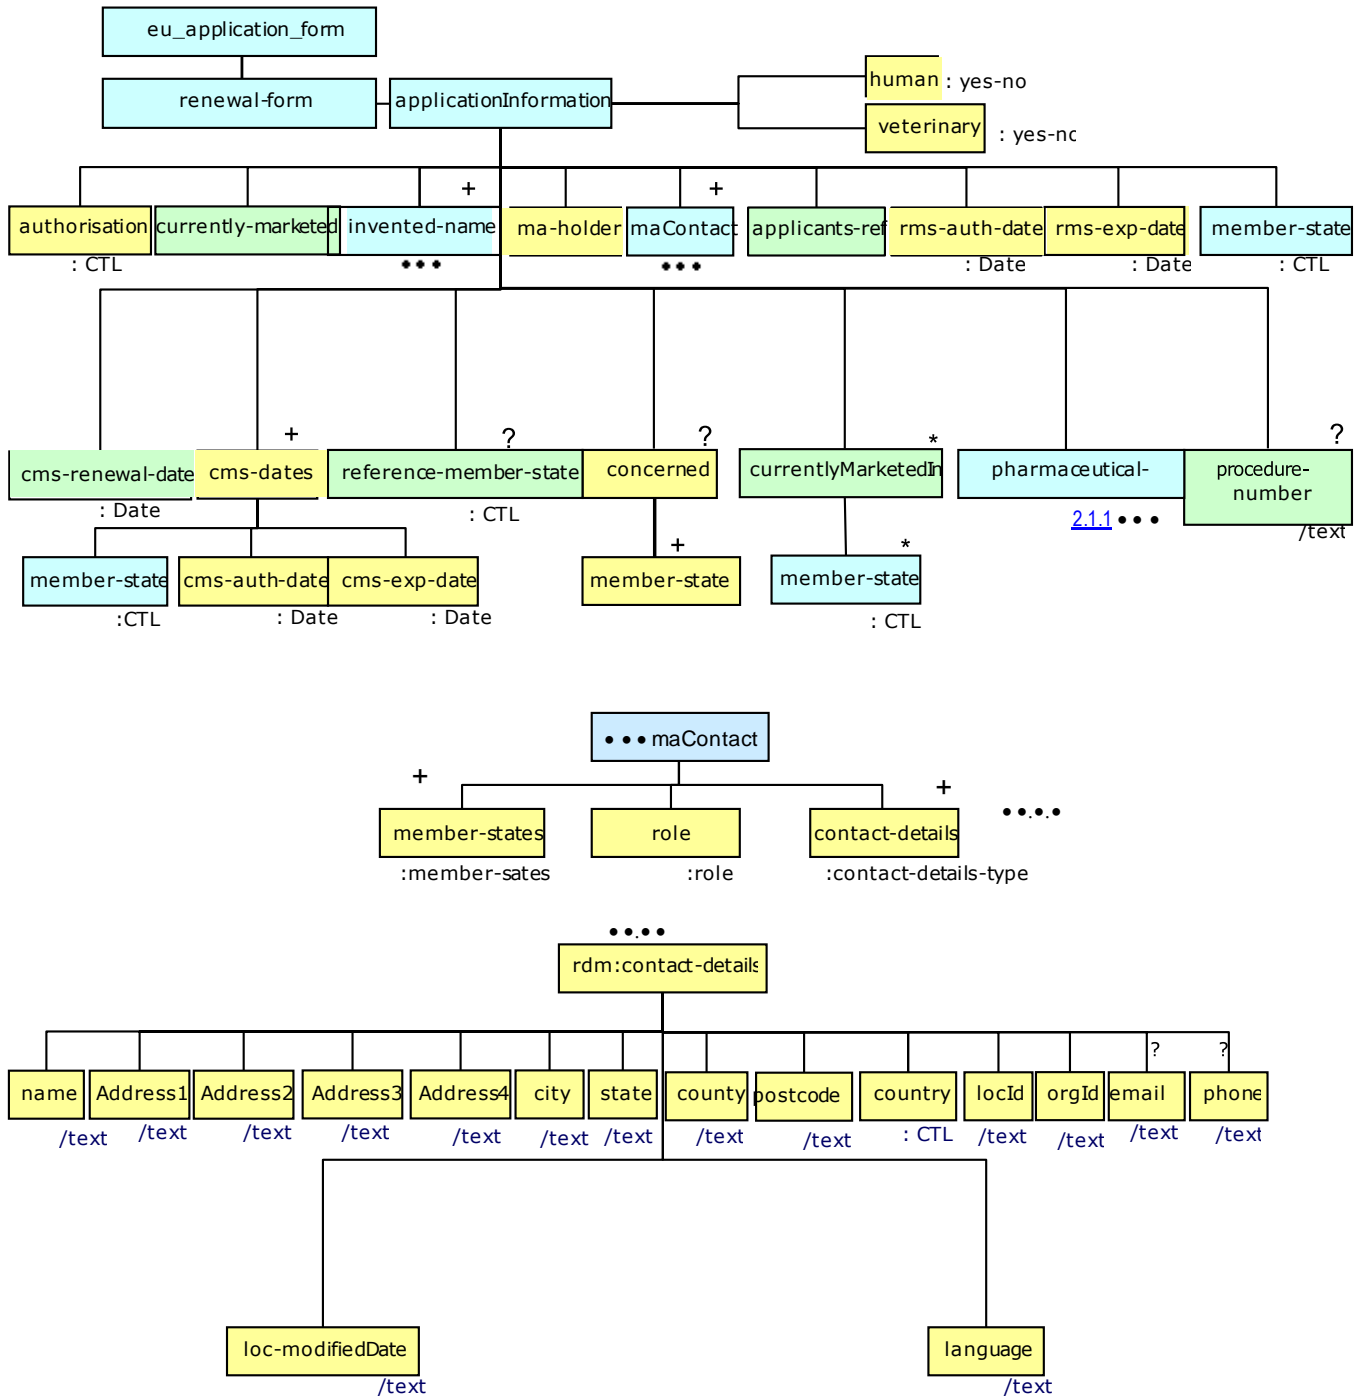 eu_application_form
renewal-form
applicationInformation
human : yes-no
veterinary : yes-no
+ +
authorisation currently-marketed invented-name ma-holder maContact applicants-ref rms-auth-date rms-exp-date member-state
: CTL ••• ••• : Date : Date : CTL
+ ? ? * ?
cms-renewal-date cms-dates reference-member-state concerned currentlyMarketedIn pharmaceutical- procedure-
number
: Date : CTL 2.1.1 ••• /text
+ *
member-state cms-auth-date cms-exp-date member-state member-state
:CTL : Date : Date : CTL
••• maContact
+ +
member-states role contact-details ••.•.•
:member-sates :role :contact-details-type
••.••
rdm:contact-details
? ?
name Address1 Address2 Address3 Address4 city state county postcode country locId orgId email phone
/text /text /text /text /text /text /text /text /text : CTL /text /text /text /text
loc-modifiedDate language
/text /text